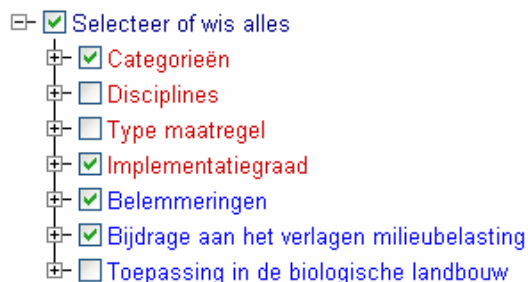 Selecteer of wis alles
Categorieën
Disciplines
Type maatregel
Implementatiegraad
Belemmeringen
Bijdrage aan het verlagen milieubelasting
Toepassing in de biologische landbouw